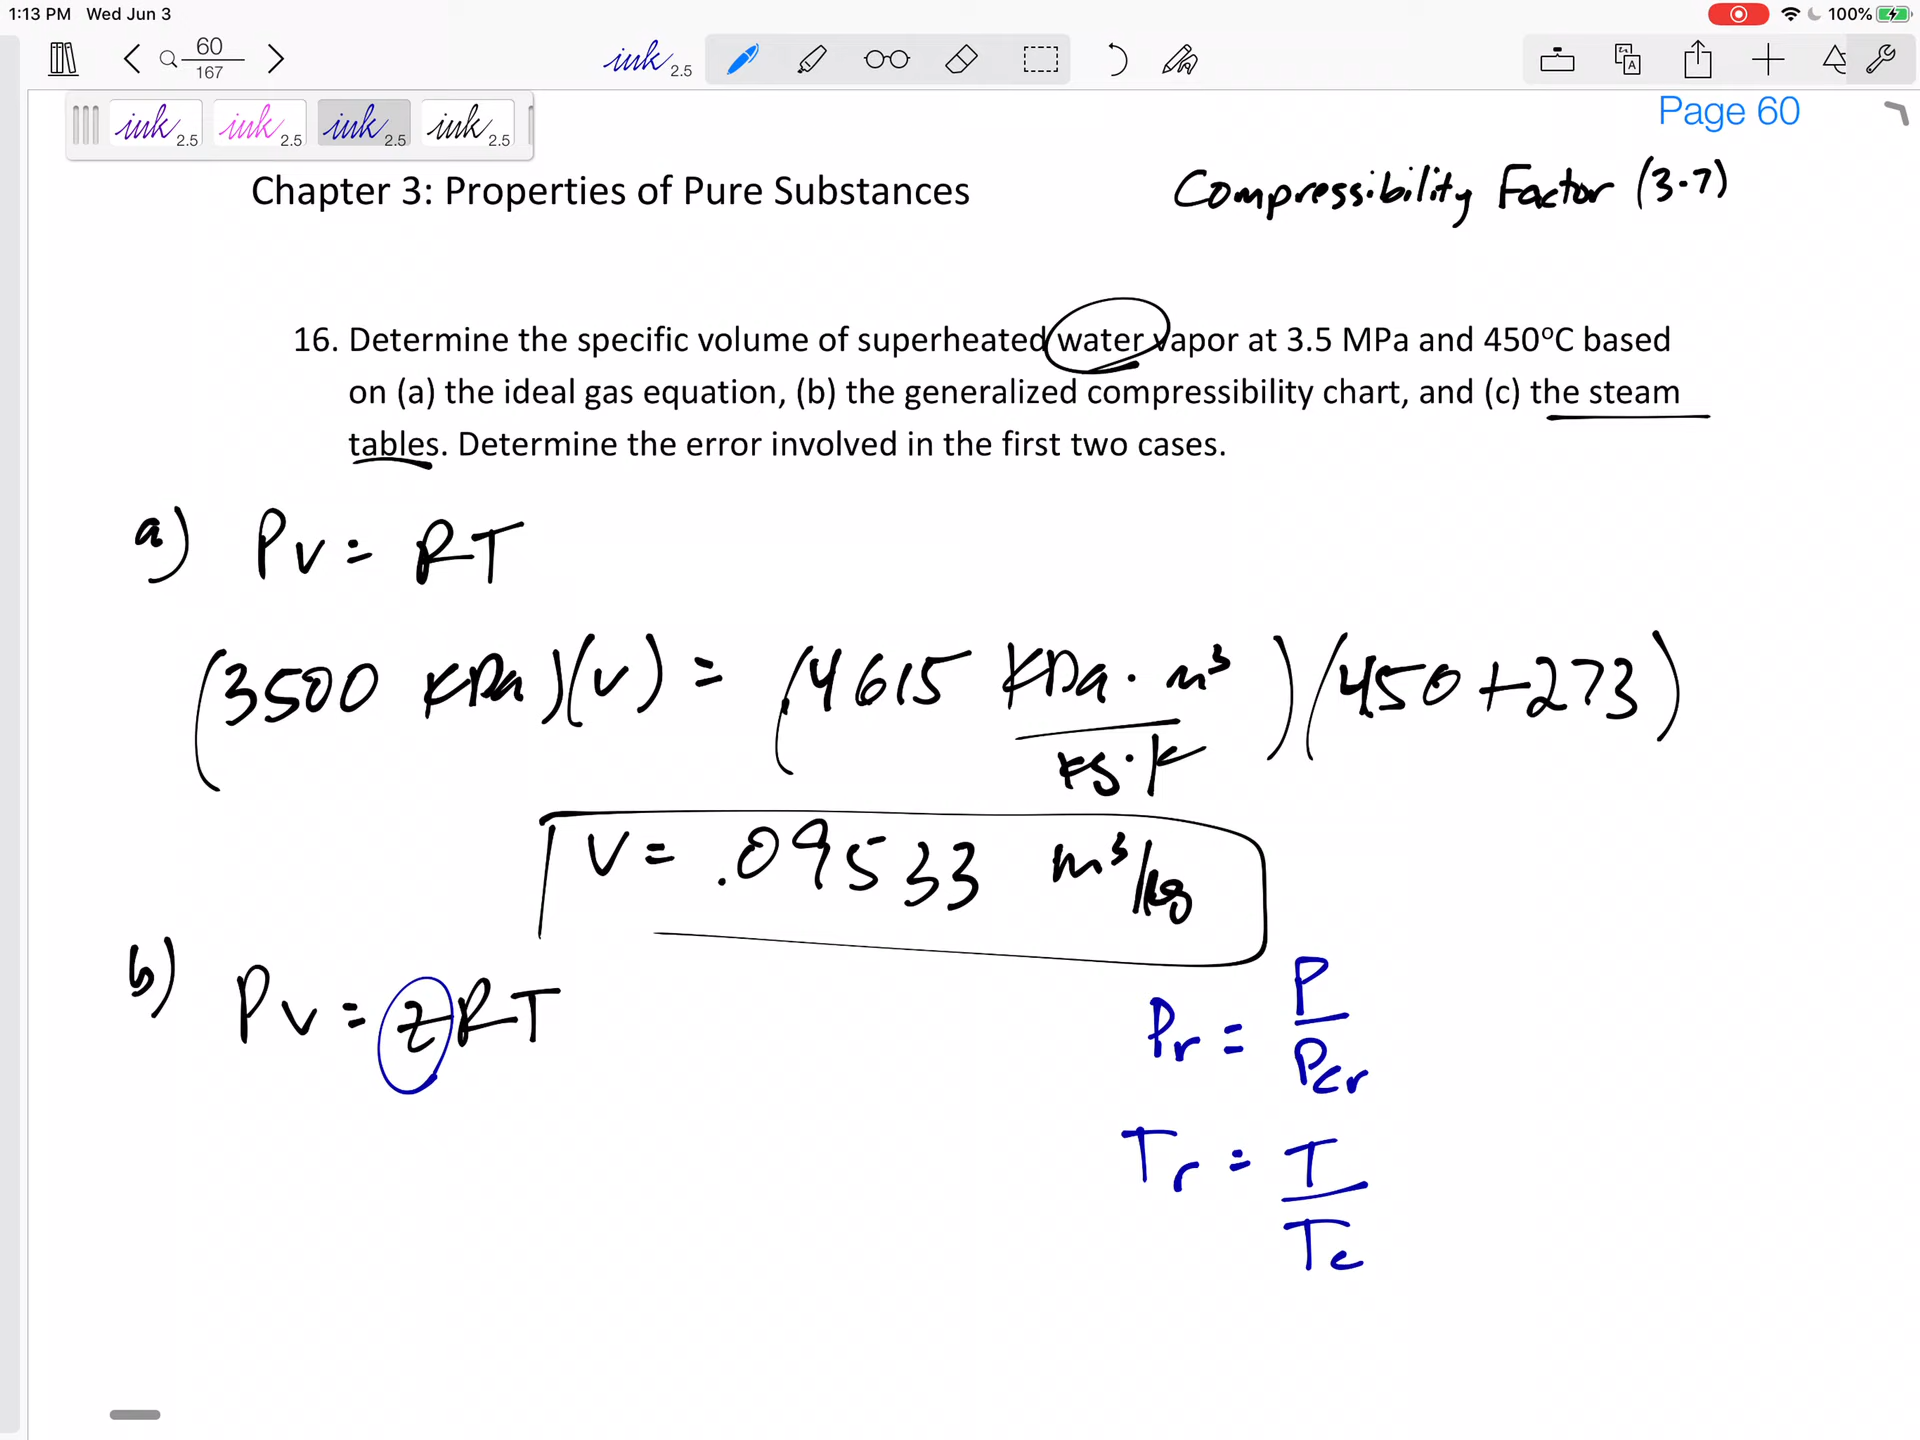 1:13 PM Wed Jun 3 100%
60
167
ink 2.5
ink 2.5 ink 2.5 ink 2.5 ink 2.5
Page 60
Chapter 3: Properties of Pure Substances
Compressibility Factor (3.7)
16. Determine the specific volume of superheated water vapor at 3.5 MPa and 450ºC based
on (a) the ideal gas equation, (b) the generalized compressibility chart, and (c) the steam
tables. Determine the error involved in the first two cases.
a) Pv = RT
(3500 KPa)(v) = (.4615 KPa·m³/kg·K)(450+273)
v = .09533 m³/kg
b) Pv = ZRT
Pr = P/Pcr
Tr = T/Tc